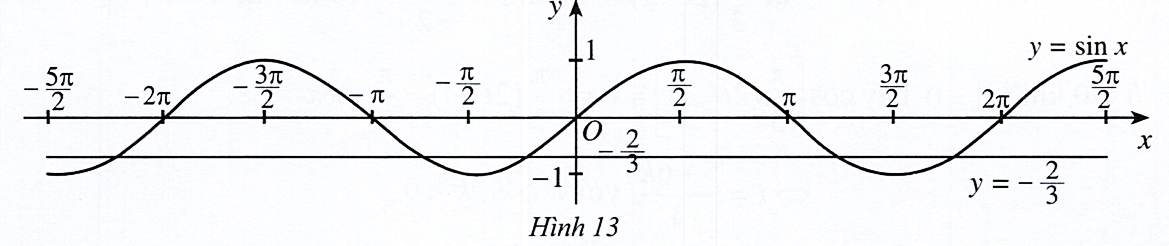 y
1
y = sin x
-5π/2
-2π
-3π/2
-π
-π/2
π/2
π
3π/2
2π
5π/2
O
x
-2/3
-1
y = -2/3
Hình 13